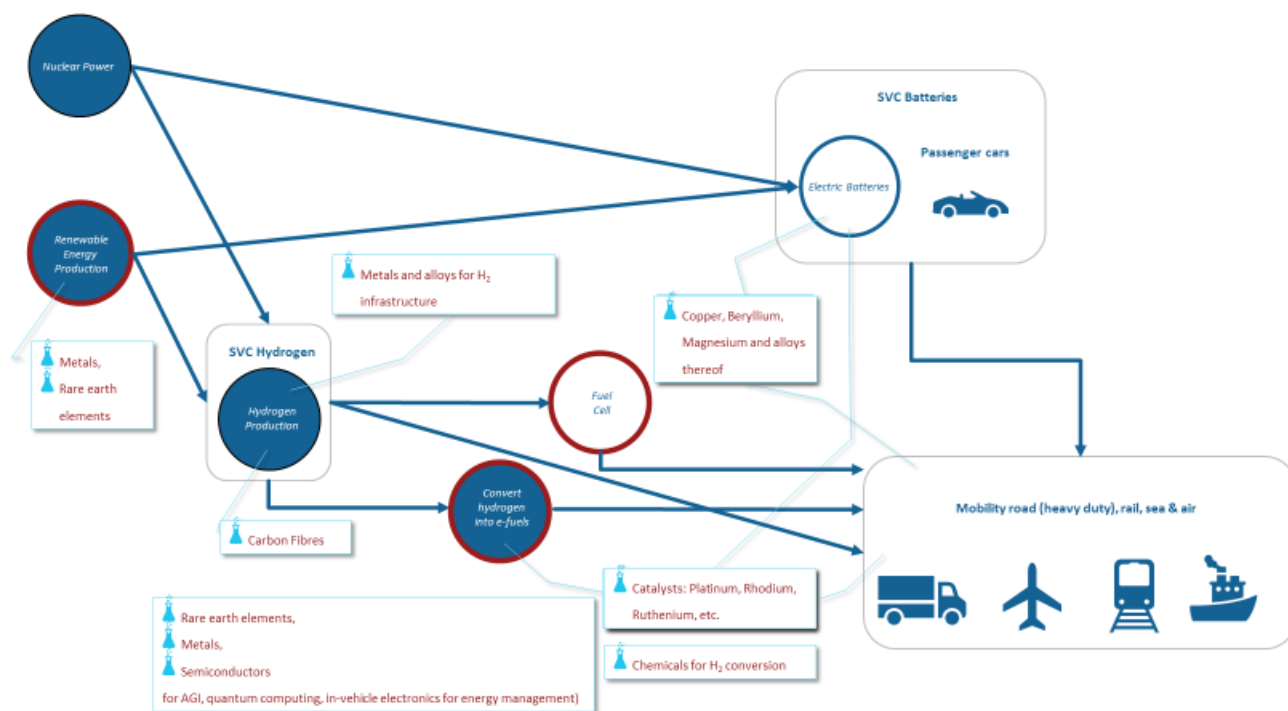 Nuclear Power
SVC Batteries
Passenger cars
Electric Batteries
Renewable
Energy
Production
Metals and alloys for H₂
infrastructure
Copper, Beryllium,
Magnesium and alloys
thereof
SVC Hydrogen
Metals,
Rare earth
elements
Hydrogen
Production
Fuel
Cell
Convert
hydrogen
into e-fuels
Mobility road (heavy duty), rail, sea & air
Carbon Fibres
Catalysts: Platinum, Rhodium,
Ruthenium, etc.
Rare earth elements,
Metals,
Semiconductors
for AGI, quantum computing, in-vehicle electronics for energy management)
Chemicals for H₂ conversion